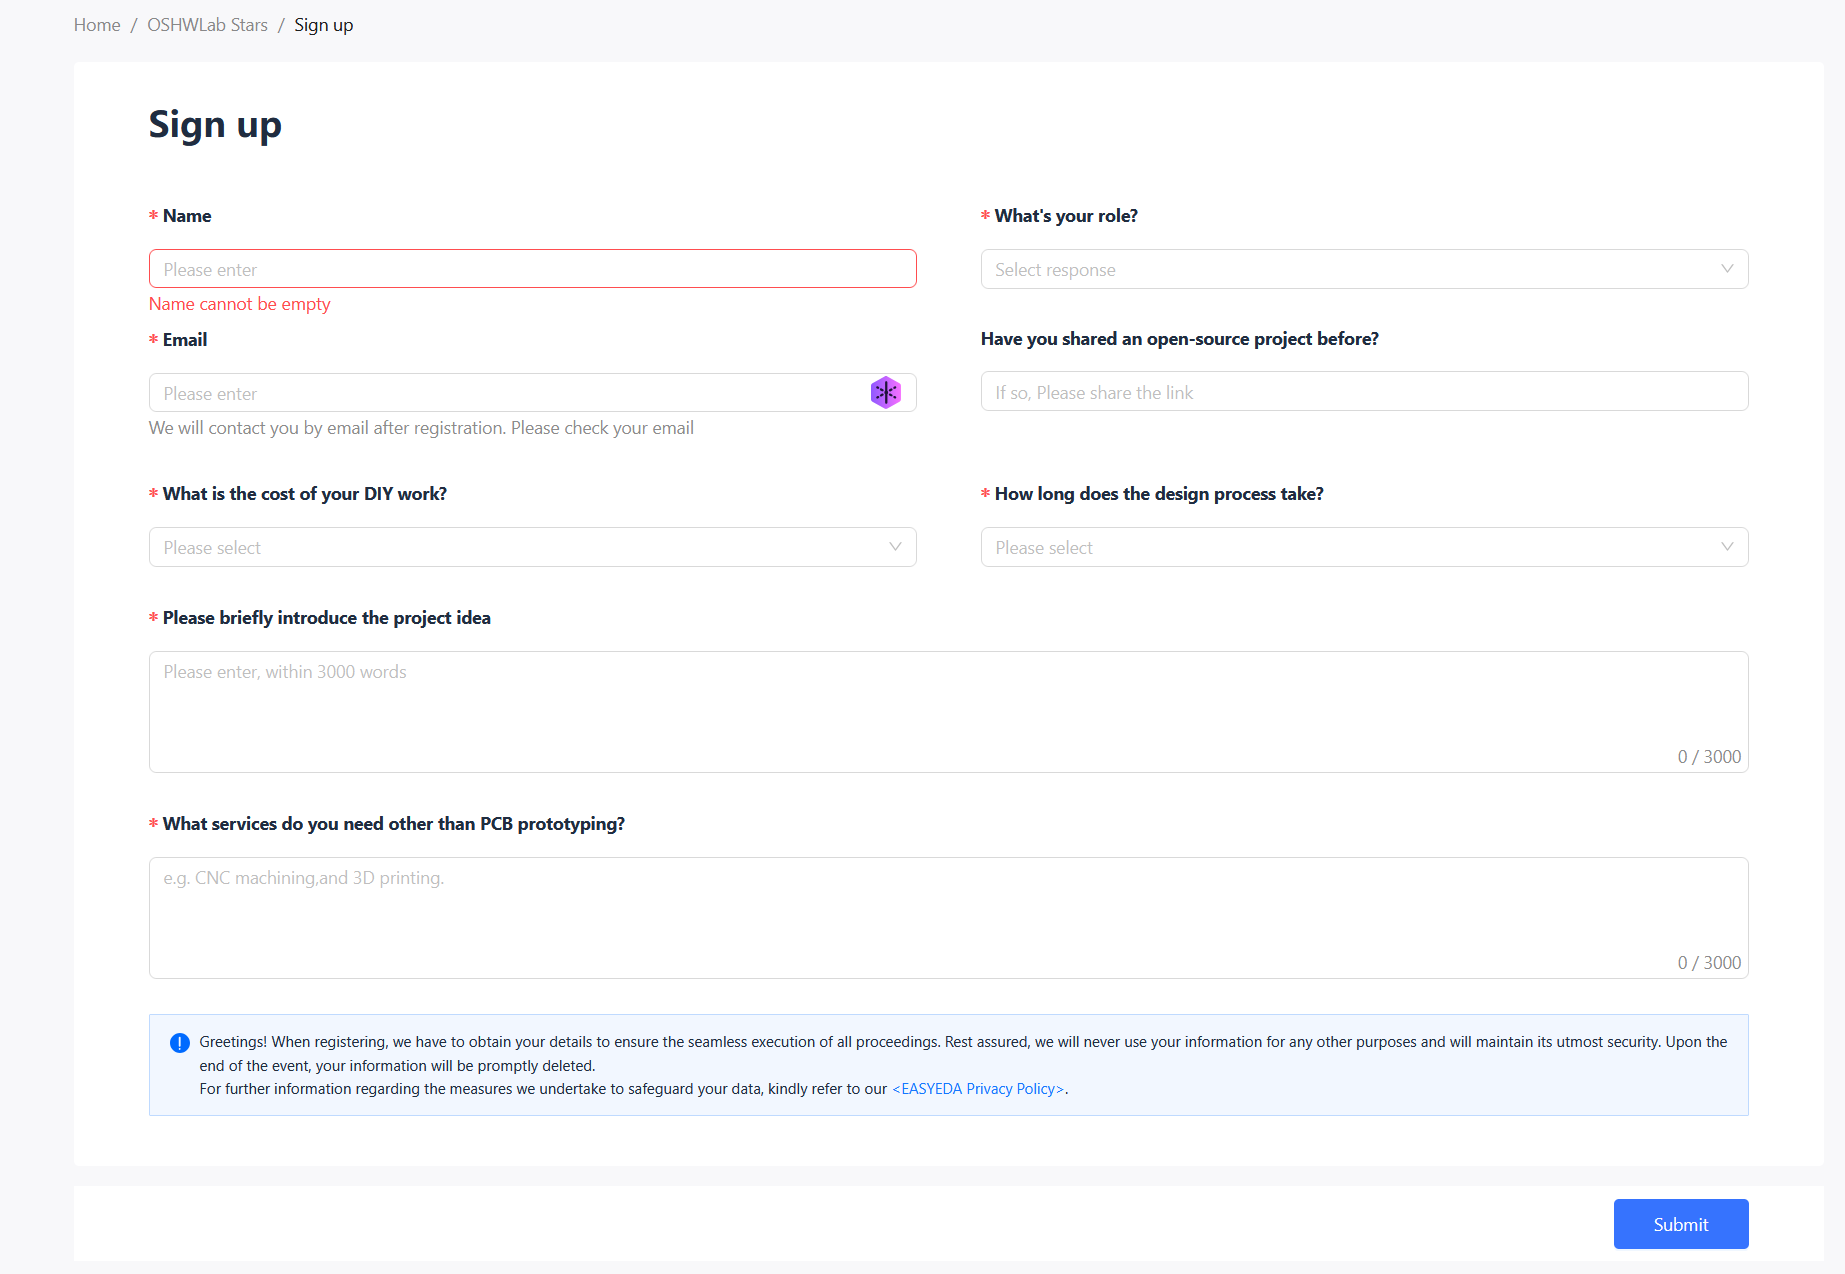 Home / OSHWLab Stars / Sign up
Sign up
* Name
Please enter
Name cannot be empty
* What's your role?
Select response
* Email
Please enter
We will contact you by email after registration. Please check your email
Have you shared an open-source project before?
If so, Please share the link
* What is the cost of your DIY work?
Please select
* How long does the design process take?
Please select
* Please briefly introduce the project idea
Please enter, within 3000 words
0 / 3000
* What services do you need other than PCB prototyping?
e.g. CNC machining,and 3D printing.
0 / 3000
Greetings! When registering, we have to obtain your details to ensure the seamless execution of all proceedings. Rest assured, we will never use your information for any other purposes and will maintain its utmost security. Upon the
end of the event, your information will be promptly deleted.
For further information regarding the measures we undertake to safeguard your data, kindly refer to our <EASYEDA Privacy Policy>.
Submit